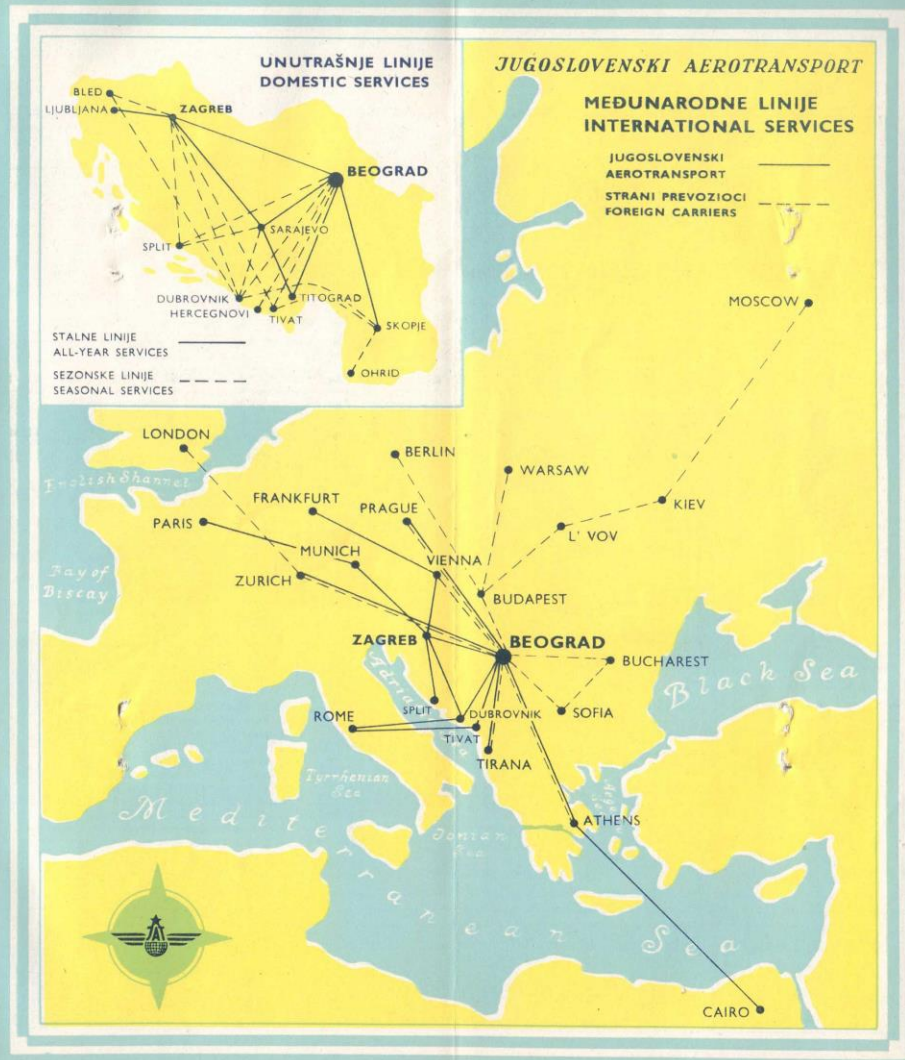 UNUTRAŠNJE LINIJE
DOMESTIC SERVICES
BLED
LJUBLJANA
ZAGREB
BEOGRAD
SARAJEVO
SPLIT
DUBROVNIK
TITOGRAD
HERCEGNOVI
TIVAT
SKOPJE
OHRID
STALNE LINIJE
ALL-YEAR SERVICES
SEZONSKE LINIJE
SEASONAL SERVICES
JUGOSLOVENSKI AEROTRANSPORT
MEĐUNARODNE LINIJE
INTERNATIONAL SERVICES
JUGOSLOVENSKI
AEROTRANSPORT
STRANI PREVOZIOCI
FOREIGN CARRIERS
MOSCOW
LONDON
BERLIN
WARSAW
English Channel
FRANKFURT
PRAGUE
KIEV
PARIS
L' VOV
MUNICH
VIENNA
Bay of
Biscay
ZURICH
BUDAPEST
ZAGREB
BEOGRAD
BUCHAREST
Black Sea
Adriatic Sea
SPLIT
DUBROVNIK
SOFIA
ROME
TIVAT
TIRANA
Tyrrhenian
Sea
Aegean
Sea
ATHENS
Ionian
Sea
Mediterranean Sea
JAT
CAIRO